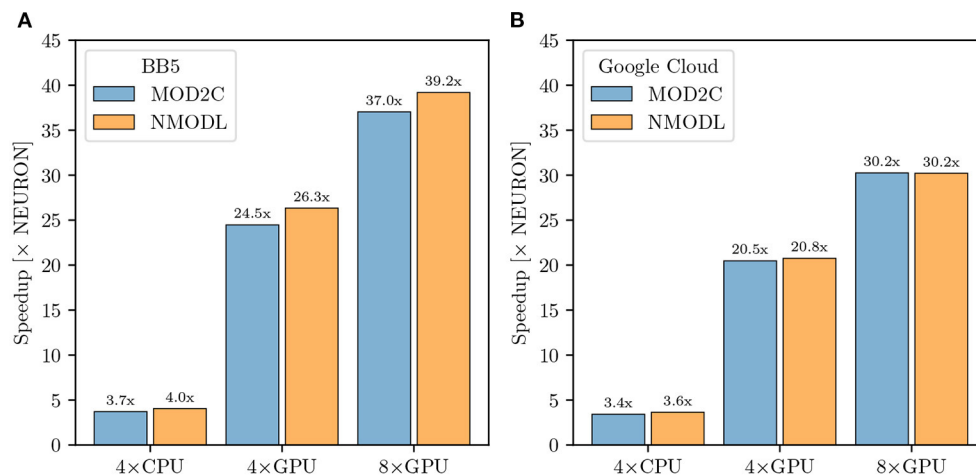 A
Speedup [× NEURON]
45
40
35
30
25
20
15
10
5
0
BB5
MOD2C
NMODL
3.7x
4.0x
24.5x
26.3x
37.0x
39.2x
4×CPU
4×GPU
8×GPU
B
Speedup [× NEURON]
45
40
35
30
25
20
15
10
5
0
Google Cloud
MOD2C
NMODL
3.4x
3.6x
20.5x
20.8x
30.2x
30.2x
4×CPU
4×GPU
8×GPU